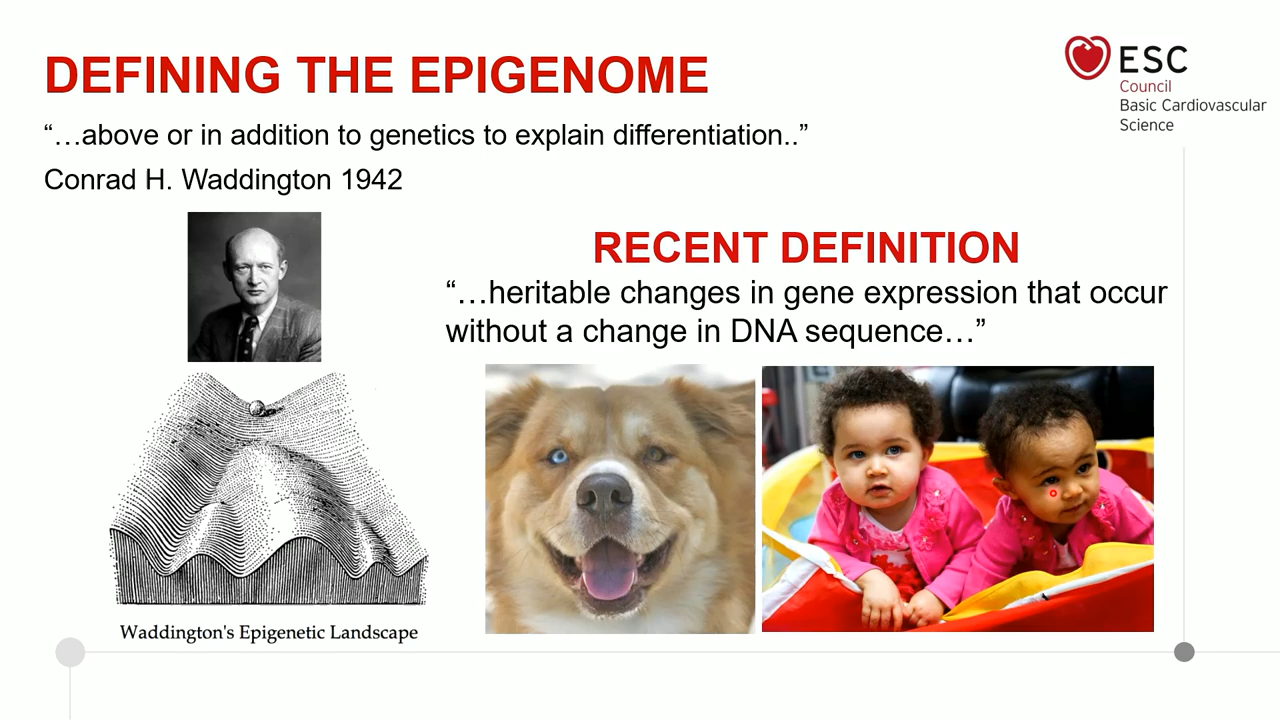 DEFINING THE EPIGENOME
“…above or in addition to genetics to explain differentiation..”
Conrad H. Waddington 1942
ESC
Council
Basic Cardiovascular
Science
RECENT DEFINITION
“…heritable changes in gene expression that occur
without a change in DNA sequence…”
Waddington's Epigenetic Landscape